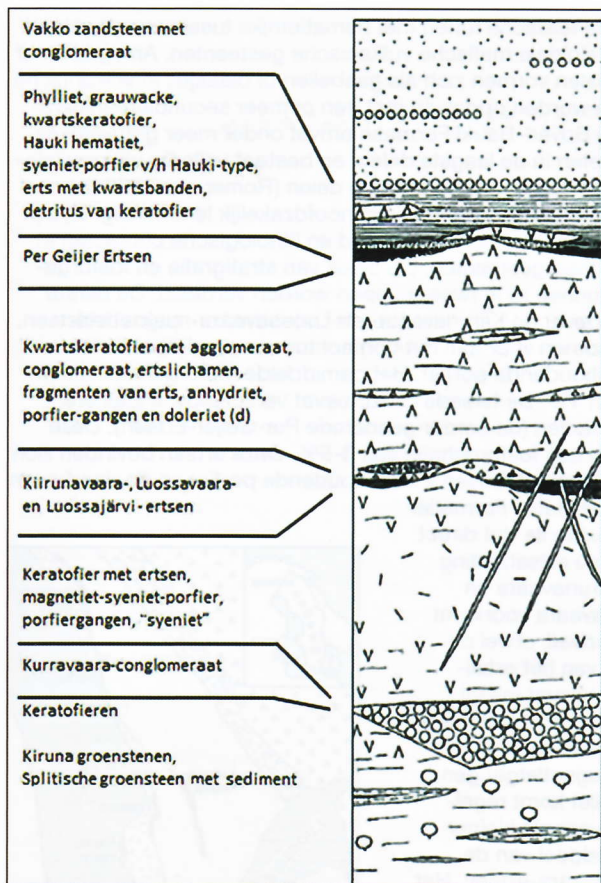 Vakko zandsteen met
conglomeraat
Phylliet, grauwacke,
kwartskeratofier,
Hauki hematiet,
syeniet-porfier v/h Hauki-type,
erts met kwartsbanden,
detritus van keratofier
Per Geijer Ertsen
Kwartskeratofier met agglomeraat,
conglomeraat, ertslichamen,
fragmenten van erts, anhydriet,
porfier-gangen en doleriet (d)
Kiirunavaara-, Luossavaara-
en Luossajärvi-ertsen
d
Keratofier met ertsen,
magnetiet-syeniet-porfier,
porfiergangen, “syeniet”
Kurravaara-conglomeraat
Keratofieren
Kiruna groenstenen,
Splitische groensteen met sediment